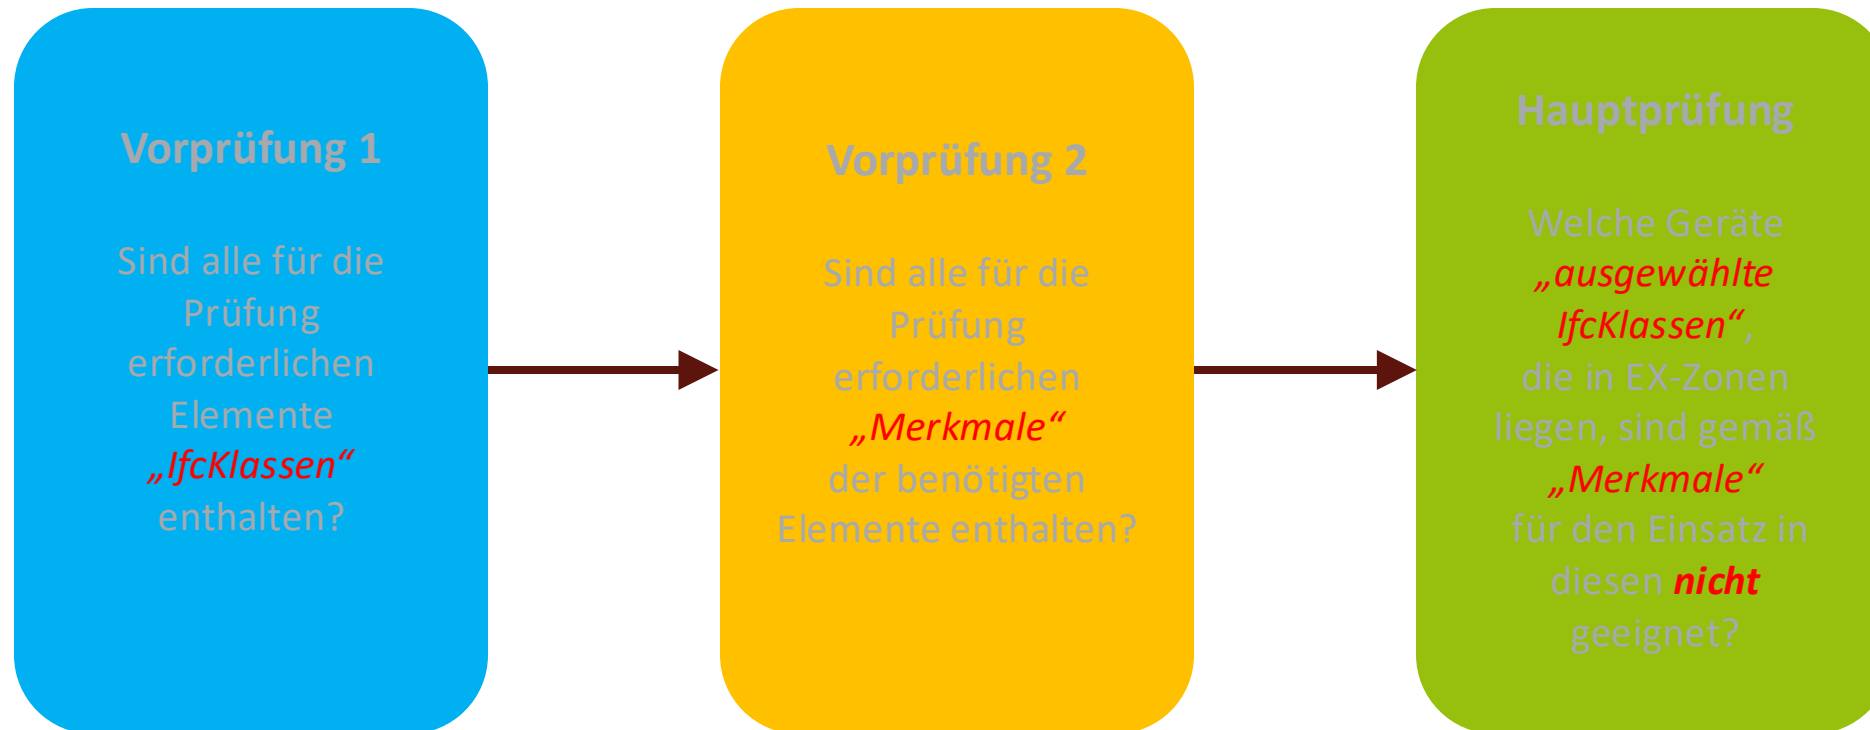 Vorprüfung 1
Sind alle für die
Prüfung
erforderlichen
Elemente
„IfcKlassen“
enthalten?
Vorprüfung 2
Sind alle für die
Prüfung
erforderlichen
„Merkmale“
der benötigten
Elemente enthalten?
Hauptprüfung
Welche Geräte
„ausgewählte
IfcKlassen“,
die in EX-Zonen
liegen, sind gemäß
„Merkmale“
für den Einsatz in
diesen nicht
geeignet?